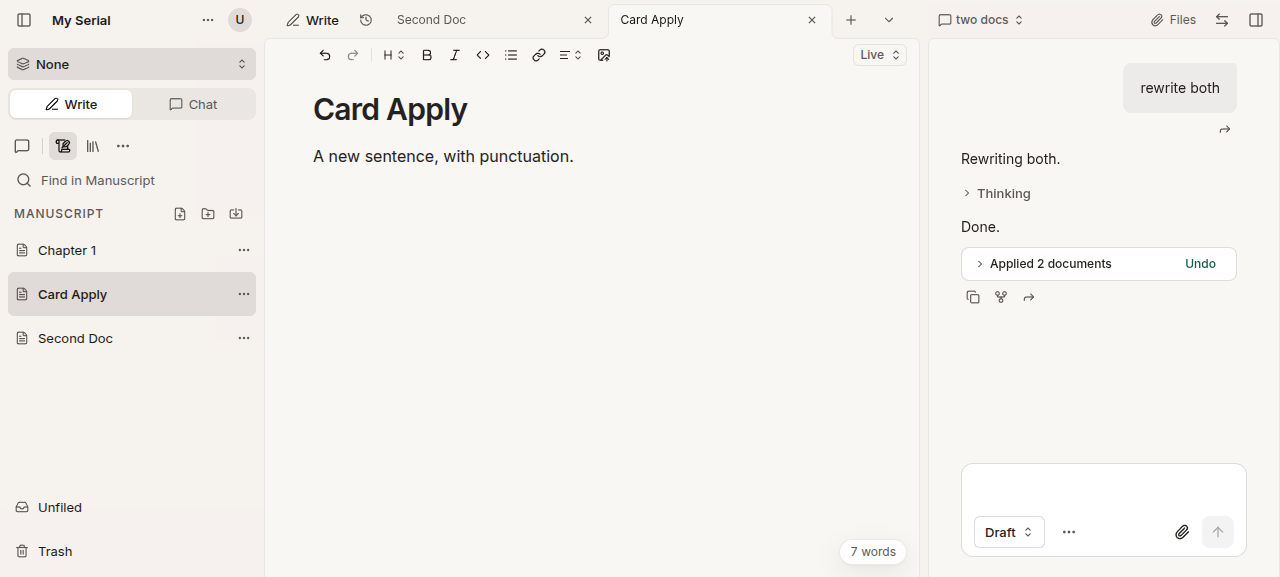 My Serial
U
None
Write
Chat
Find in Manuscript
MANUSCRIPT
Chapter 1
Card Apply
Second Doc
Unfiled
Trash
Write
Second Doc
Card Apply
H
B
I
Live
Card Apply
A new sentence, with punctuation.
7 words
two docs
Files
rewrite both
Rewriting both.
Thinking
Done.
Applied 2 documents
Undo
Draft